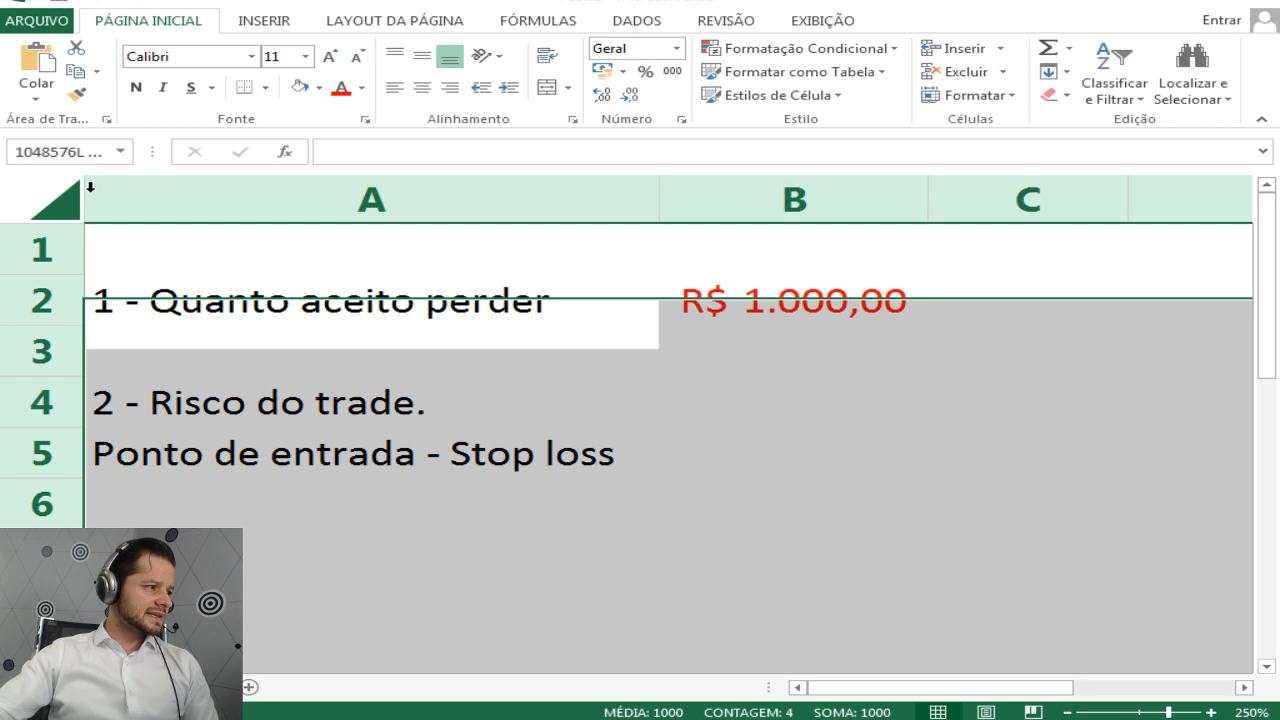 ARQUIVO PÁGINA INICIAL INSERIR LAYOUT DA PÁGINA FÓRMULAS DADOS REVISÃO EXIBIÇÃO Entrar
Colar
Calibri 11
N I S
Geral
% 000
Formatação Condicional
Formatar como Tabela
Estilos de Célula
Inserir
Excluir
Formatar
Classificar
e Filtrar
Localizar e
Selecionar
Área de Tra... Fonte Alinhamento Número Estilo Células Edição
1048576L ... fx
A B C
1
2 1 - Quanto aceito perder R$ 1.000,00
3
4 2 - Risco do trade.
5 Ponto de entrada - Stop loss
6
MÉDIA: 1000 CONTAGEM: 4 SOMA: 1000 250%